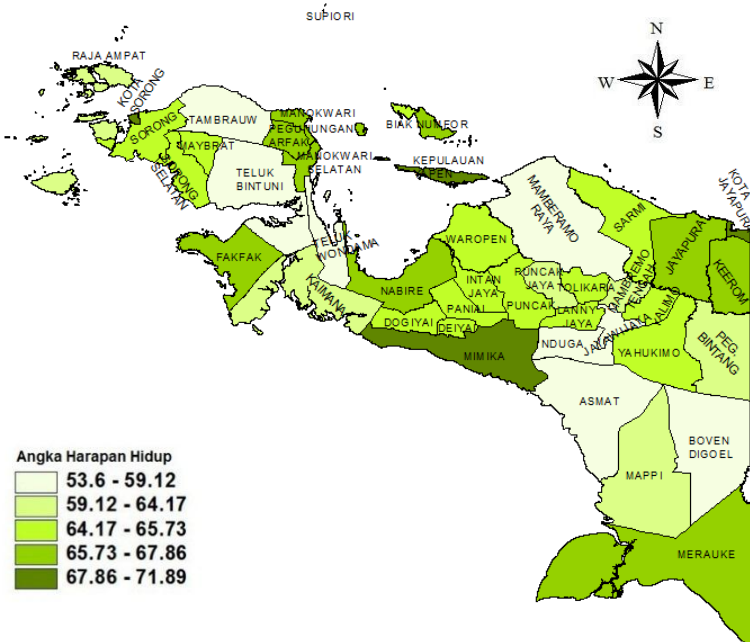 SUPIORI
N
RAJA AMPAT
W
E
KOTA
SORONG
S
MANOKWARI
TAMBRAUW
BIAK NUMFOR
SORONG
PEGUNUNGAN
ARFAK
MAYBRAT
MANOKWARI
SELATAN
KEPULAUAN
YAPEN
KOTA
JAYAPURA
SORONG
SELATAN
TELUK
BINTUNI
MAMBERAMO
RAYA
SARMI
TELUK
WONDAMA
WAROPEN
JAYAPURA
FAKFAK
KEEROM
KAIMANA
NABIRE
INTAN
JAYA
PUNCAK
JAYA
TOLIKARA
MAMBREMO
TENGAH
YALIMO
PANIAI
PUNCAK
LANNY
JAYA
DOGIYAI
DEIYAI
JAYAWIJAYA
PEG.
BINTANG
MIMIKA
NDUGA
YAHUKIMO
ASMAT
BOVEN
DIGOEL
MAPPI
MERAUKE
Angka Harapan Hidup
53.6 - 59.12
59.12 - 64.17
64.17 - 65.73
65.73 - 67.86
67.86 - 71.89